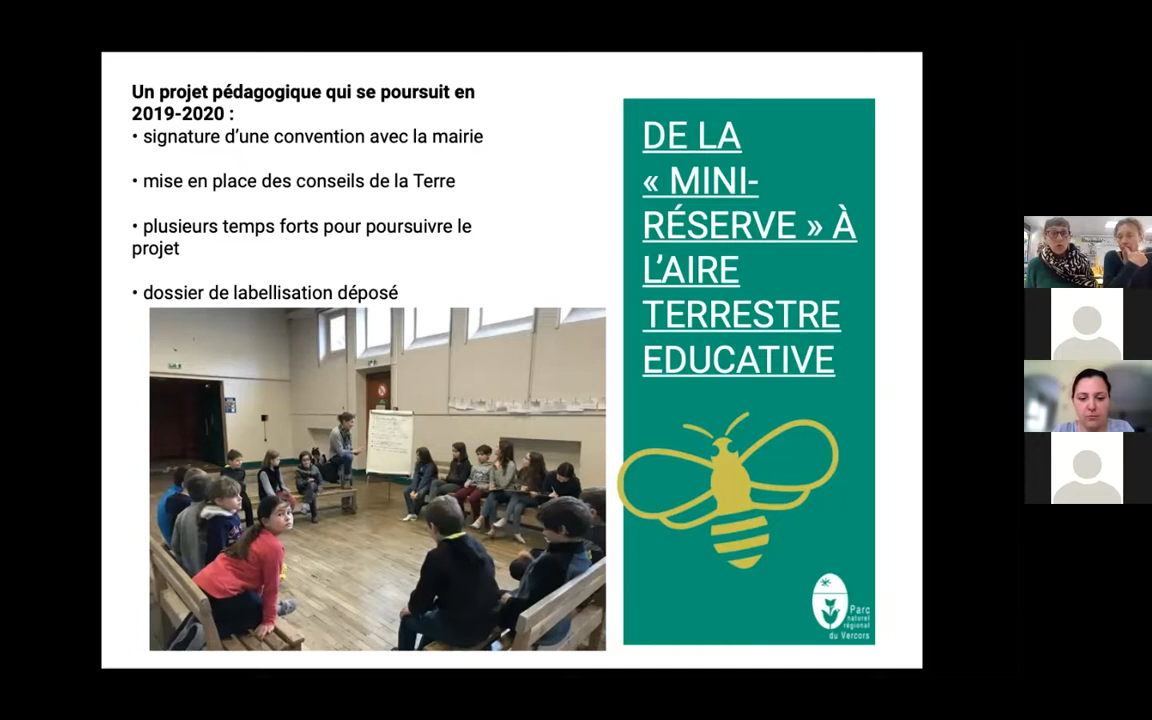 Un projet pédagogique qui se poursuit en
2019-2020 :
• signature d’une convention avec la mairie
• mise en place des conseils de la Terre
• plusieurs temps forts pour poursuivre le
projet
• dossier de labellisation déposé
DE LA
« MINI-
RÉSERVE » À
L’AIRE
TERRESTRE
EDUCATIVE
Parc
naturel
régional
du Vercors